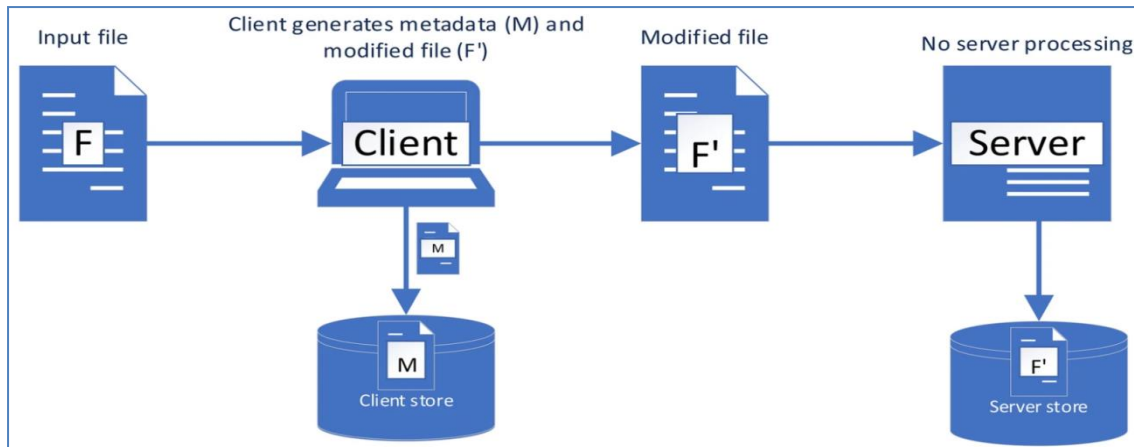 Input file
Client generates metadata (M) and
modified file (F')
Modified file
No server processing
F
Client
F'
Server
M
M
Client store
F'
Server store